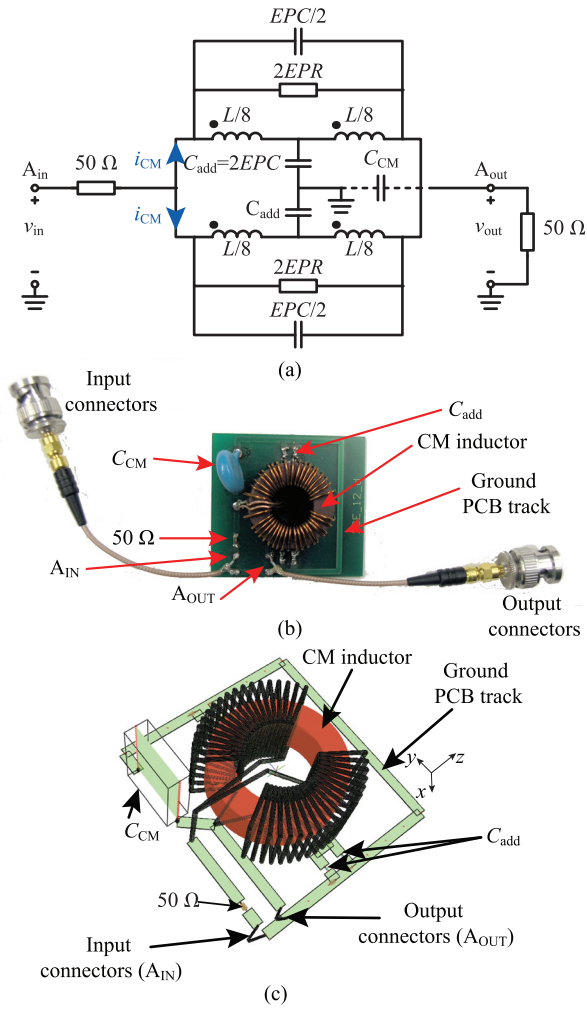 EPC/2
2EPR
L/8
L/8
i_CM
C_add=2EPC
C_CM
A_in
50 Ω
A_out
+
+
v_in
i_CM
C_add
v_out
50 Ω
-
-
L/8
L/8
2EPR
EPC/2
(a)
Input
connectors
C_add
C_CM
CM inductor
Ground
PCB track
50 Ω
A_IN
A_OUT
Output
connectors
(b)
CM inductor
Ground
PCB track
y
z
x
C_CM
C_add
50 Ω
Output
connectors (A_OUT)
Input
connectors (A_IN)
(c)